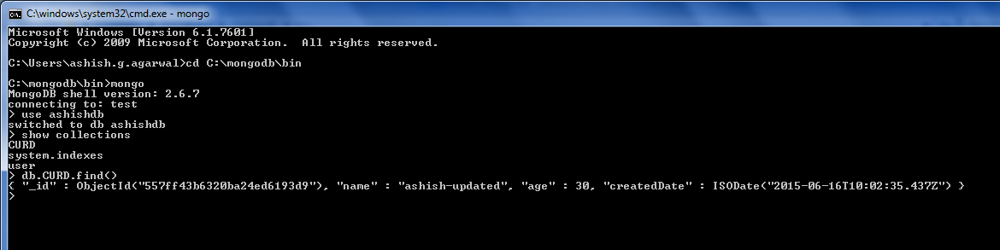 C:\windows\system32\cmd.exe - mongo
Microsoft Windows [Version 6.1.7601]
Copyright (c) 2009 Microsoft Corporation.  All rights reserved.
C:\Users\ashish.g.agarwal>cd C:\mongodb\bin
C:\mongodb\bin>mongo
MongoDB shell version: 2.6.7
connecting to: test
> use ashishdb
switched to db ashishdb
> show collections
CURD
system.indexes
user
> db.CURD.find()
{ "_id" : ObjectId("557ff43b6320ba24ed6193d9"), "name" : "ashish-updated", "age" : 30, "createdDate" : ISODate("2015-06-16T10:02:35.437Z") }
>